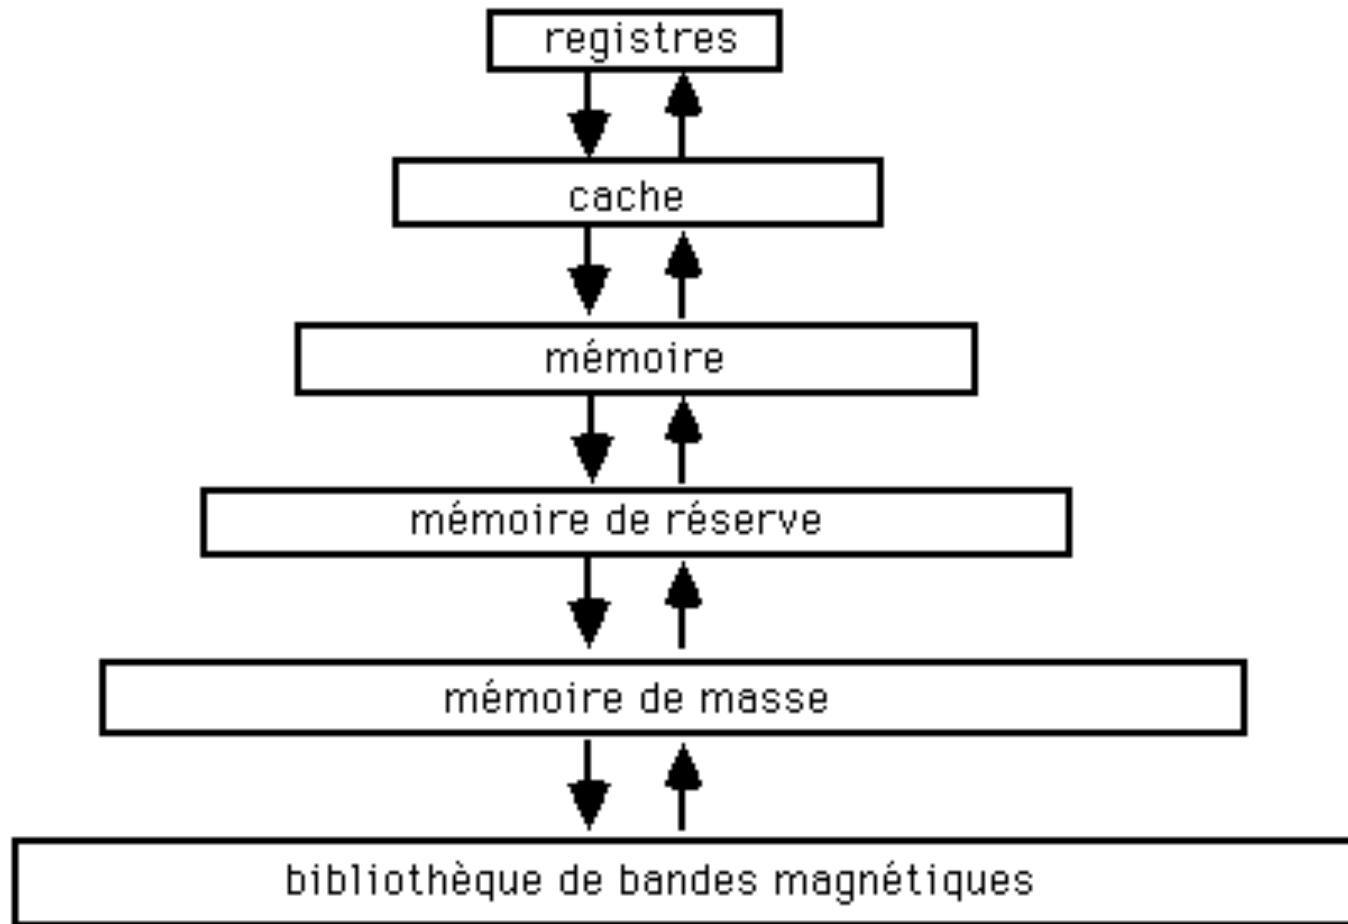 registres
cache
mémoire
mémoire de réserve
mémoire de masse
bibliothèque de bandes magnétiques